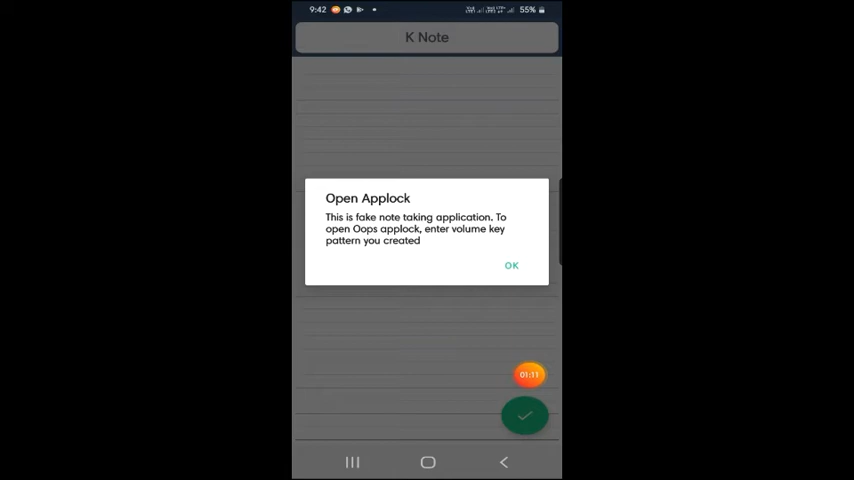 9:42 55%
K Note
Open Applock
This is fake note taking application. To
open Oops applock, enter volume key
pattern you created
OK
01:11